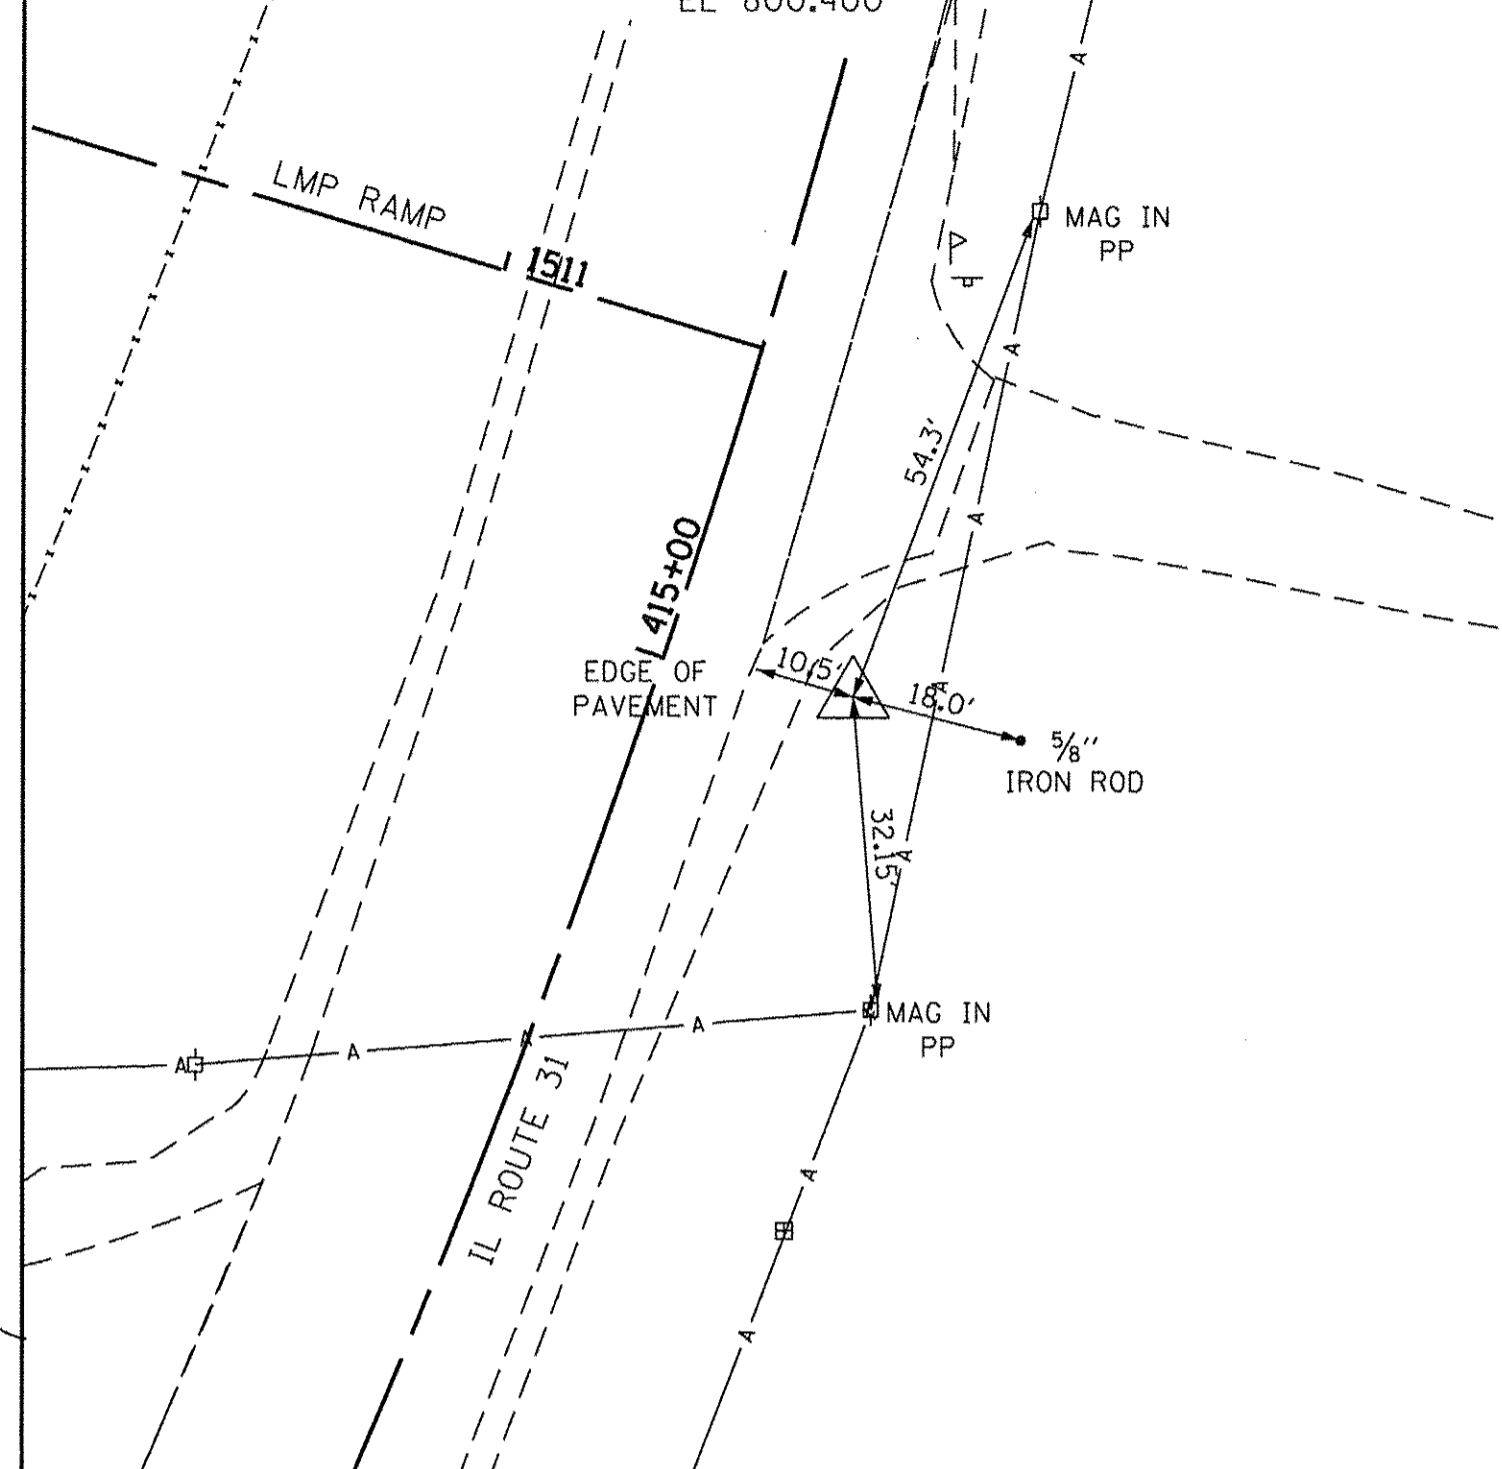 LMP RAMP
1511
MAG IN
PP
A
A
54.3'
A
415+00
EDGE OF
PAVEMENT
10.5'
A
18.0'
5/8"
IRON ROD
32.15'
A
MAG IN
PP
A
A
A
A
IL ROUTE 31
A
A